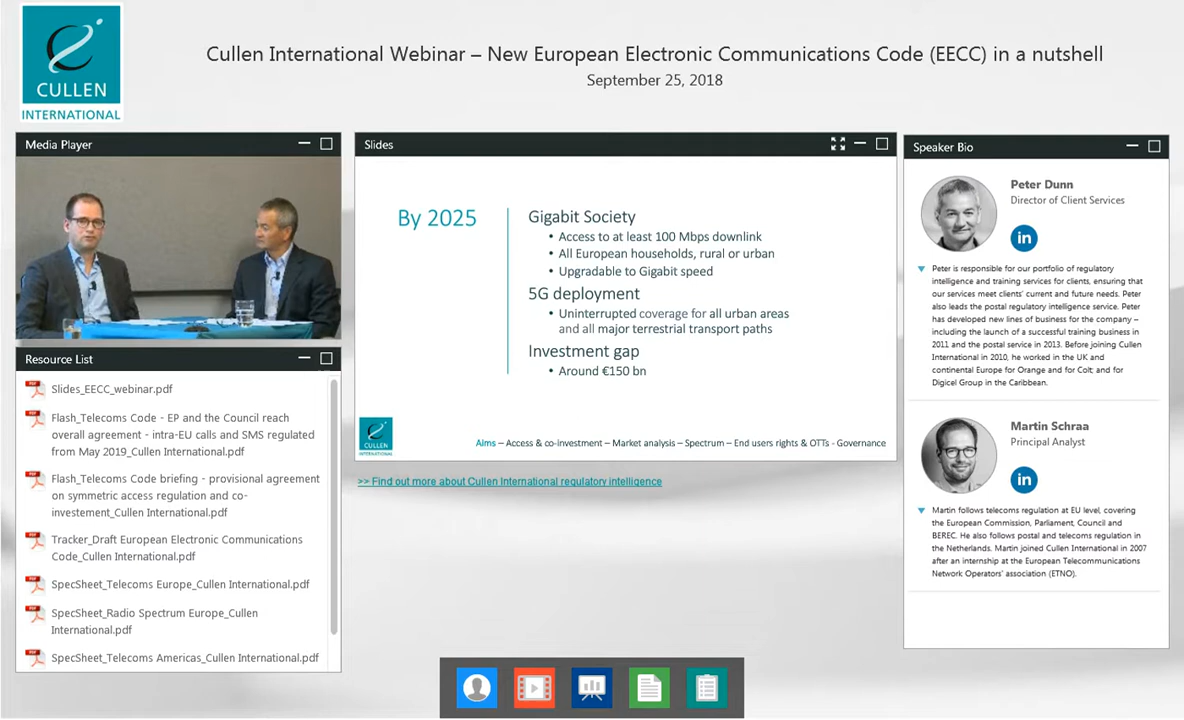 CULLEN
INTERNATIONAL
Cullen International Webinar – New European Electronic Communications Code (EECC) in a nutshell
September 25, 2018
Media Player
Resource List
Slides_EECC_webinar.pdf
Flash_Telecoms Code - EP and the Council reach
overall agreement - intra-EU calls and SMS regulated
from May 2019_Cullen International.pdf
Flash_Telecoms Code briefing - provisional agreement
on symmetric access regulation and co-
investement_Cullen International.pdf
Tracker_Draft European Electronic Communications
Code_Cullen International.pdf
SpecSheet_Telecoms Europe_Cullen International.pdf
SpecSheet_Radio Spectrum Europe_Cullen
International.pdf
SpecSheet_Telecoms Americas_Cullen International.pdf
Slides
By 2025
Gigabit Society
• Access to at least 100 Mbps downlink
• All European households, rural or urban
• Upgradable to Gigabit speed
5G deployment
• Uninterrupted coverage for all urban areas
and all major terrestrial transport paths
Investment gap
• Around €150 bn
CULLEN
INTERNATIONAL
Aims – Access & co-investment – Market analysis – Spectrum – End users rights & OTTs - Governance
>> Find out more about Cullen International regulatory intelligence
Speaker Bio
Peter Dunn
Director of Client Services
in
Peter is responsible for our portfolio of regulatory
intelligence and training services for clients, ensuring that
our services meet clients' current and future needs. Peter
also leads the postal regulatory intelligence service. Peter
has developed new lines of business for the company –
including the launch of a successful training business in
2011 and the postal service in 2013. Before joining Cullen
International in 2010, he worked in the UK and
continental Europe for Orange and for Colt; and for
Digicel Group in the Caribbean.
Martin Schraa
Principal Analyst
in
Martin follows telecoms regulation at EU level, covering
the European Commission, Parliament, Council and
BEREC. He also follows postal and telecoms regulation in
the Netherlands. Martin joined Cullen International in 2007
after an internship at the European Telecommunications
Network Operators' association (ETNO).